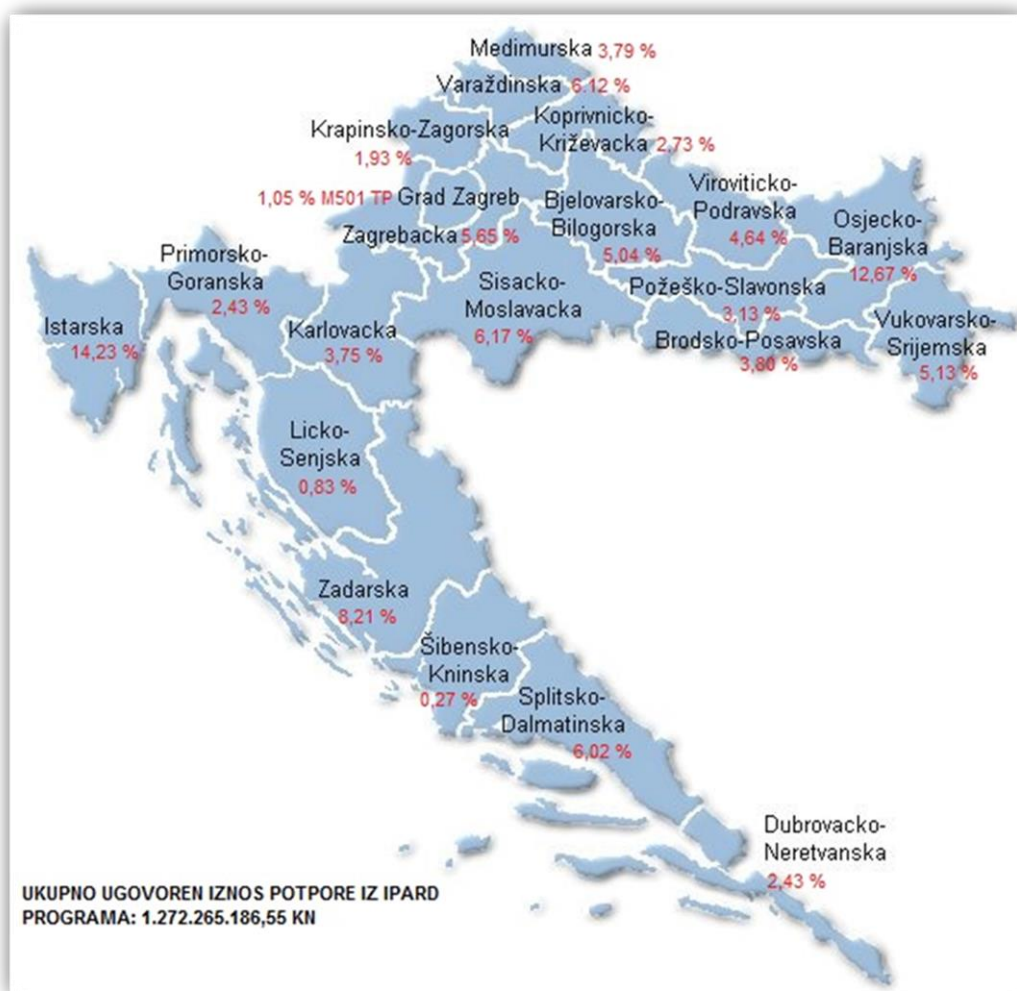 Medimurska 3,79 %
Varaždinska 6.12 %
Krapinsko-Zagorska
1,93 %
Koprivnicko-
Križevacka 2,73 %
1,05 % M501 TP Grad Zagreb
Zagrebacka 5,65 %
Bjelovarsko-
Bilogorska
5,04 %
Viroviticko-
Podravska
4,64 %
Osjecko-
Baranjska
12,67 %
Primorsko-
Goranska
2,43 %
Istarska
14,23 %
Karlovacka
3,75 %
Sisacko-
Moslavacka
6,17 %
Požeško-Slavonska
3,13 %
Brodsko-Posavska
3,80 %
Vukovarsko-
Srijemska
5,13 %
Licko-
Senjska
0,83 %
Zadarska
8,21 %
Šibensko-
Kninska
0,27 %
Splitsko-
Dalmatinska
6,02 %
Dubrovacko-
Neretvanska
2,43 %
UKUPNO UGOVOREN IZNOS POTPORE IZ IPARD
PROGRAMA: 1.272.265.186,55 KN